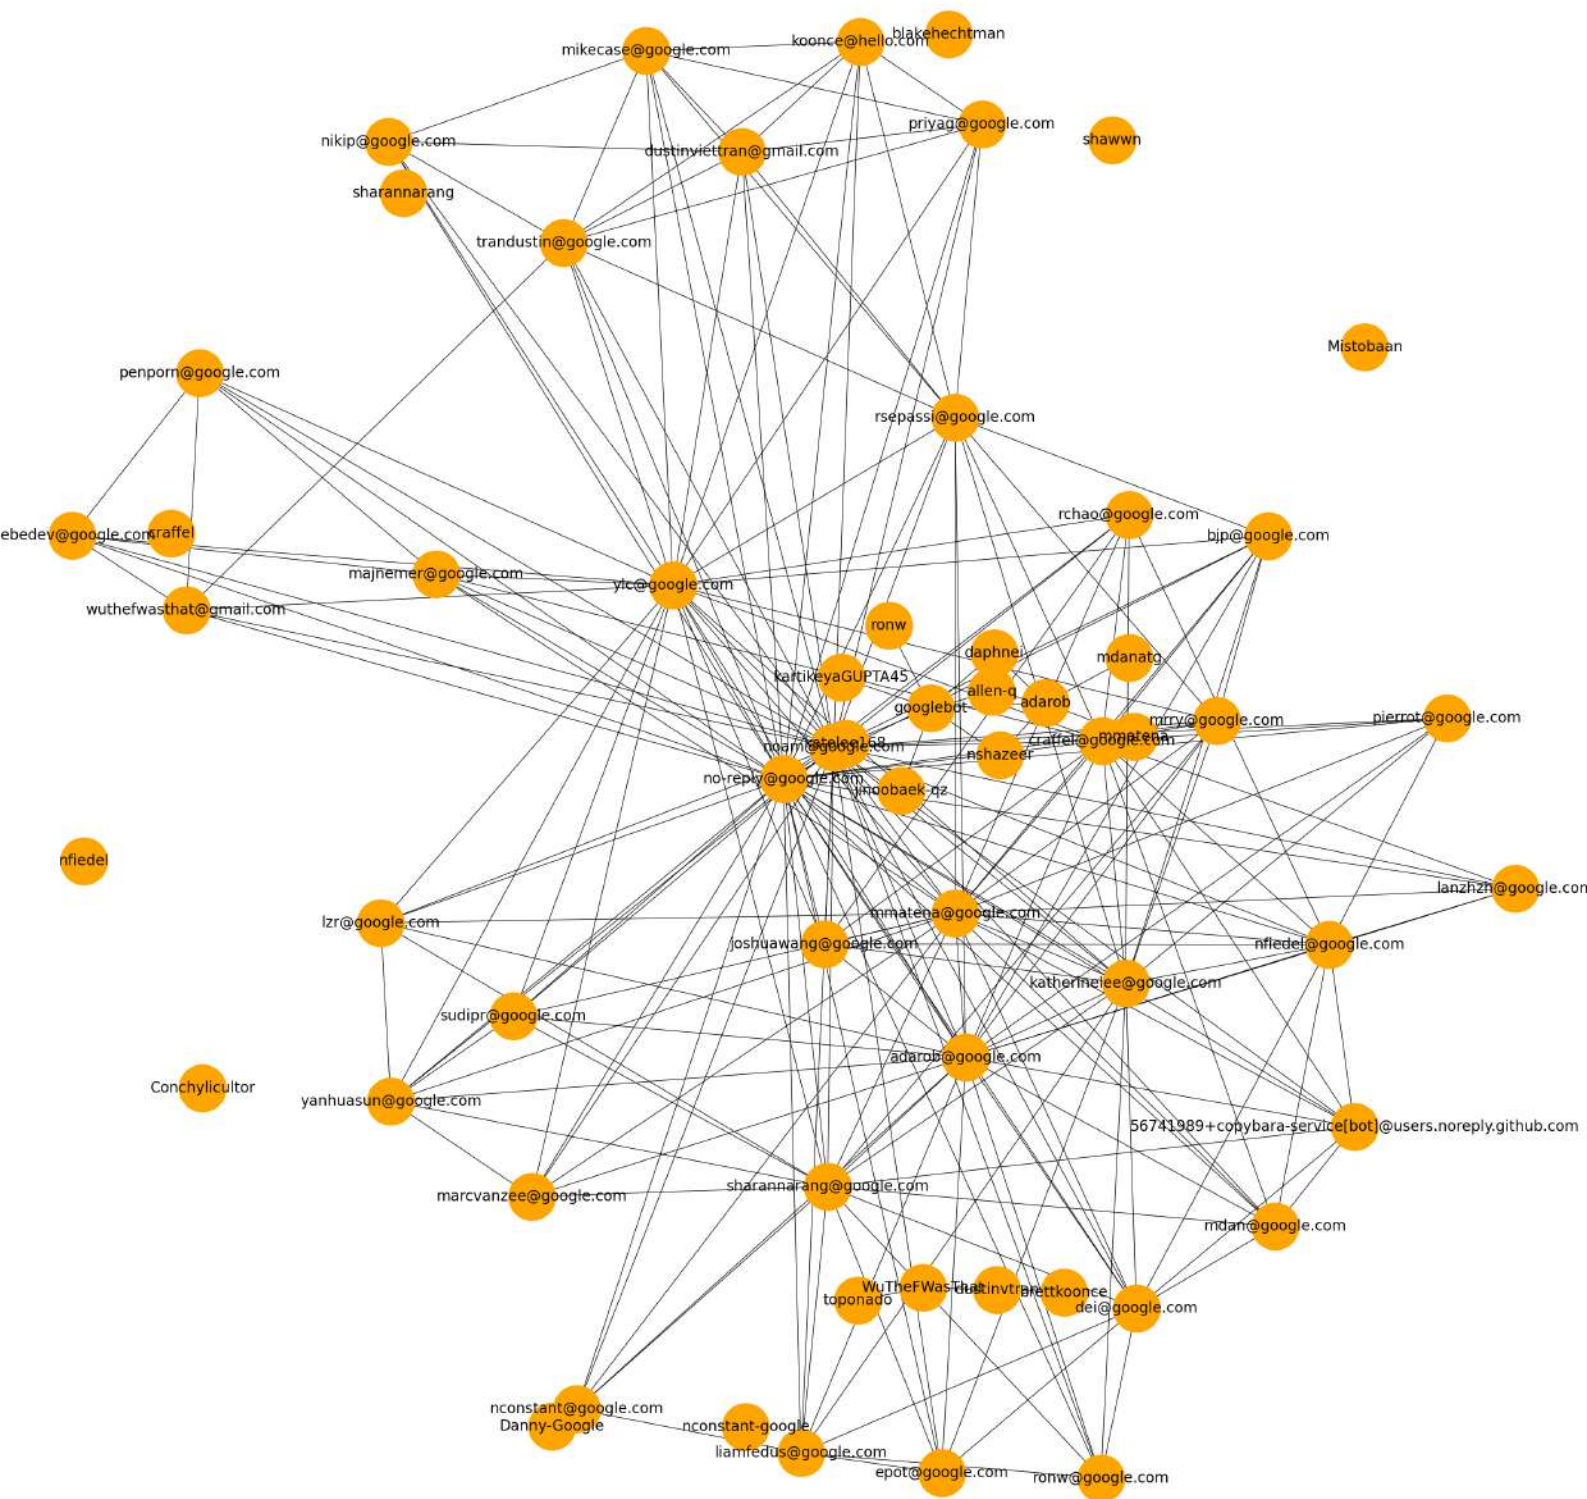 blakehechtman
koonce@hello.com
mikecase@google.com
priyag@google.com
shawwn
nikip@google.com
dustinviettran@gmail.com
sharannarang
trandustin@google.com
Mistobaan
penporn@google.com
rsepassi@google.com
rchao@google.com
ebedev@google.com
craffel
bjp@google.com
majnemer@google.com
ylc@google.com
wuthefwasthat@gmail.com
ronw
daphnei
mdanatg
kartikeyaGUPTA45
allen-q
adarob
googlebot
mrry@google.com
pierrot@google.com
katelee168
noam@google.com
craffel@google.com
mmatena
nshazeer
no-reply@google.com
jinoobaek-qz
nfiedel
lanzhzh@google.com
mmatena@google.com
lzr@google.com
joshuawang@google.com
nfiedel@google.com
katherinelee@google.com
sudipr@google.com
adarob@google.com
Conchylicultor
yanhuasun@google.com
56741989+copybara-service[bot]@users.noreply.github.com
sharannarang@google.com
marcvanzee@google.com
mdan@google.com
WuTheFWasThat
dustinvtran
brettkoonce
toponado
dei@google.com
nconstant@google.com
Danny-Google
nconstant-google
liamfedus@google.com
epot@google.com
ronw@google.com